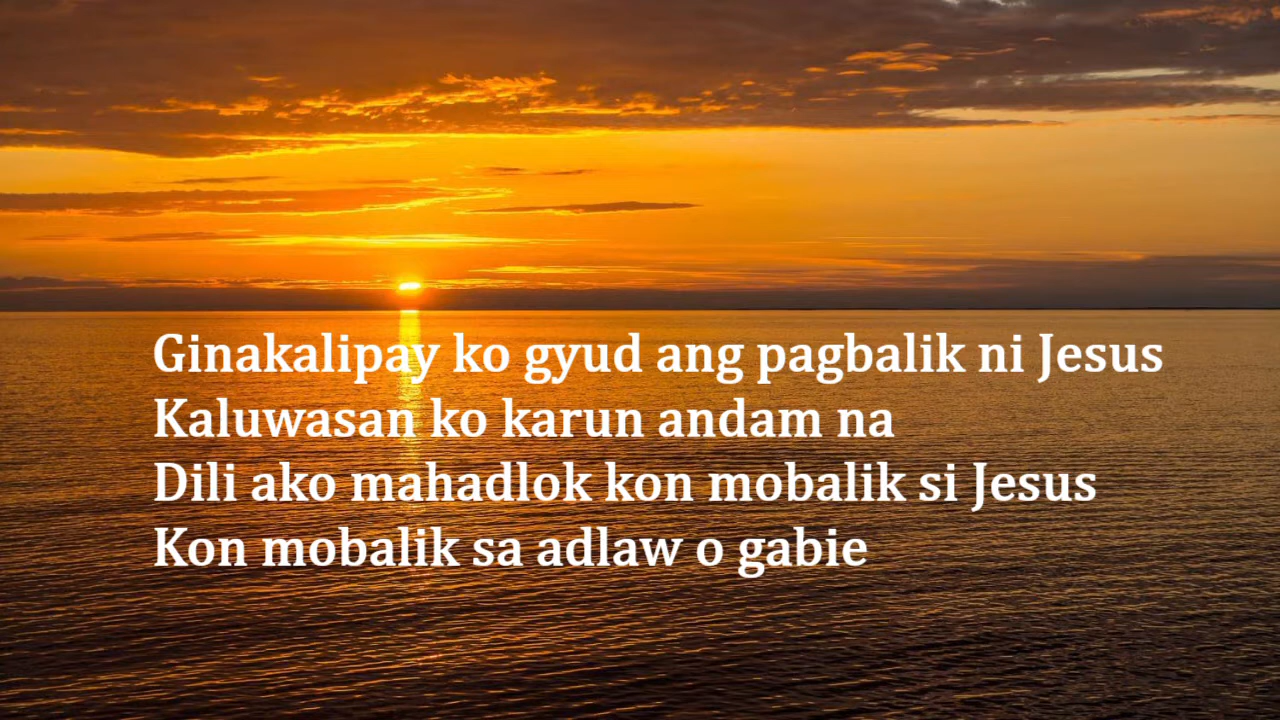 Ginakalipay ko gyud ang pagbalik ni Jesus
Kaluwasan ko karun andam na
Dili ako mahadlok kon mobalik si Jesus
Kon mobalik sa adlaw o gabie